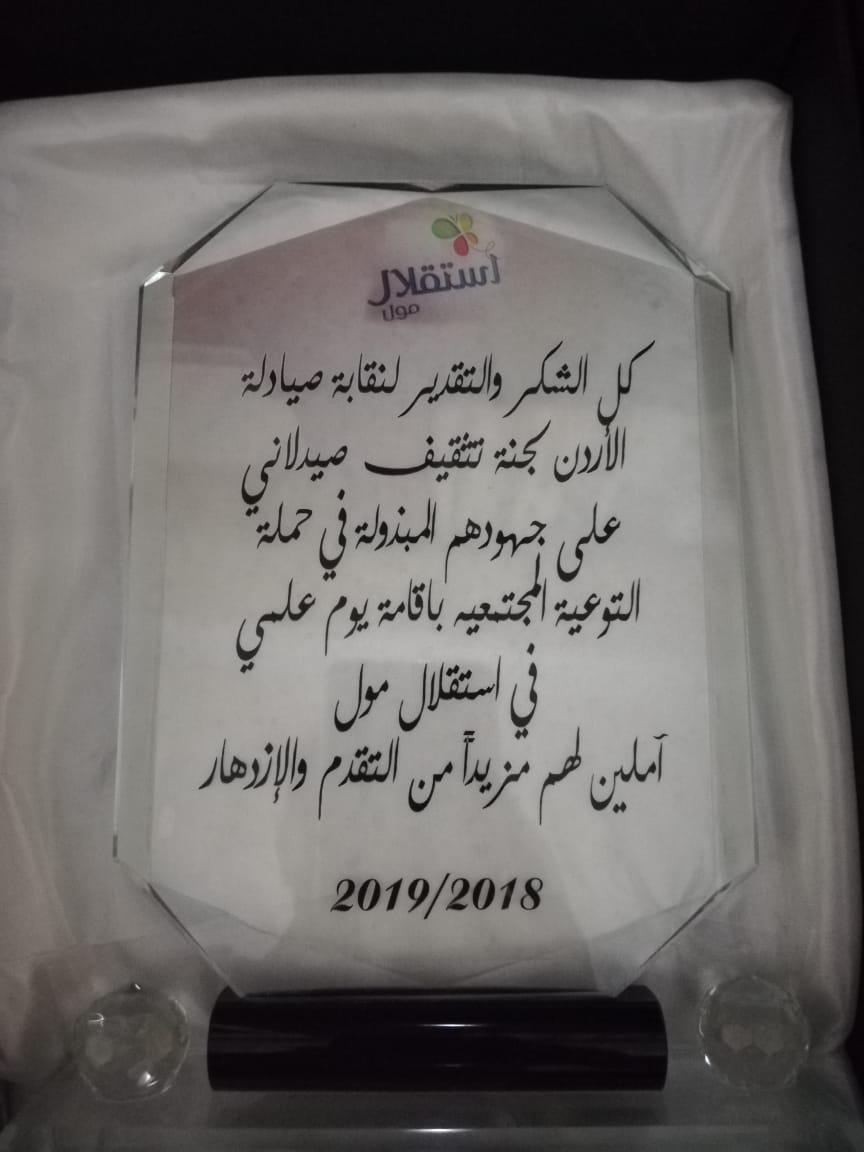 استقلال
مول
كل الشكر والتقدير لنقابة صيادلة
الأردن لجنة تثقيف صيدلاني
على جهودهم المبذولة في حملة
التوعية المجتمعيه باقامة يوم علمي
في استقلال مول
آملين لهم مزيداً من التقدم والإزدهار
2019/2018